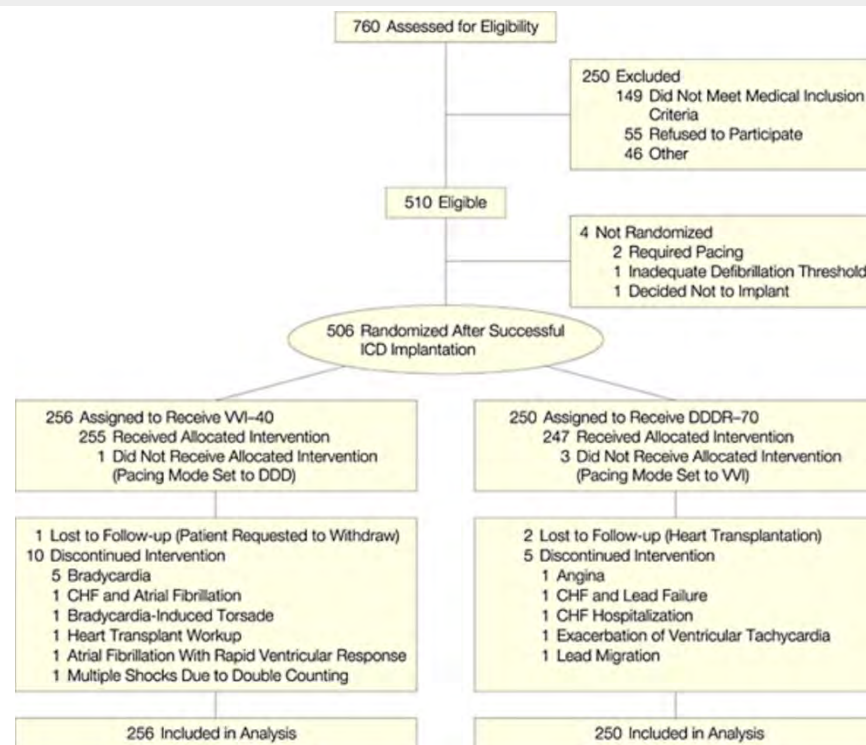 760 Assessed for Eligibility
250 Excluded
149 Did Not Meet Medical Inclusion
Criteria
55 Refused to Participate
46 Other
510 Eligible
4 Not Randomized
2 Required Pacing
1 Inadequate Defibrillation Threshold
1 Decided Not to Implant
506 Randomized After Successful
ICD Implantation
256 Assigned to Receive VVI–40
255 Received Allocated Intervention
1 Did Not Receive Allocated Intervention
(Pacing Mode Set to DDD)
250 Assigned to Receive DDDR–70
247 Received Allocated Intervention
3 Did Not Receive Allocated Intervention
(Pacing Mode Set to VVI)
1 Lost to Follow-up (Patient Requested to Withdraw)
10 Discontinued Intervention
5 Bradycardia
1 CHF and Atrial Fibrillation
1 Bradycardia-Induced Torsade
1 Heart Transplant Workup
1 Atrial Fibrillation With Rapid Ventricular Response
1 Multiple Shocks Due to Double Counting
2 Lost to Follow-up (Heart Transplantation)
5 Discontinued Intervention
1 Angina
1 CHF and Lead Failure
1 CHF Hospitalization
1 Exacerbation of Ventricular Tachycardia
1 Lead Migration
256 Included in Analysis
250 Included in Analysis